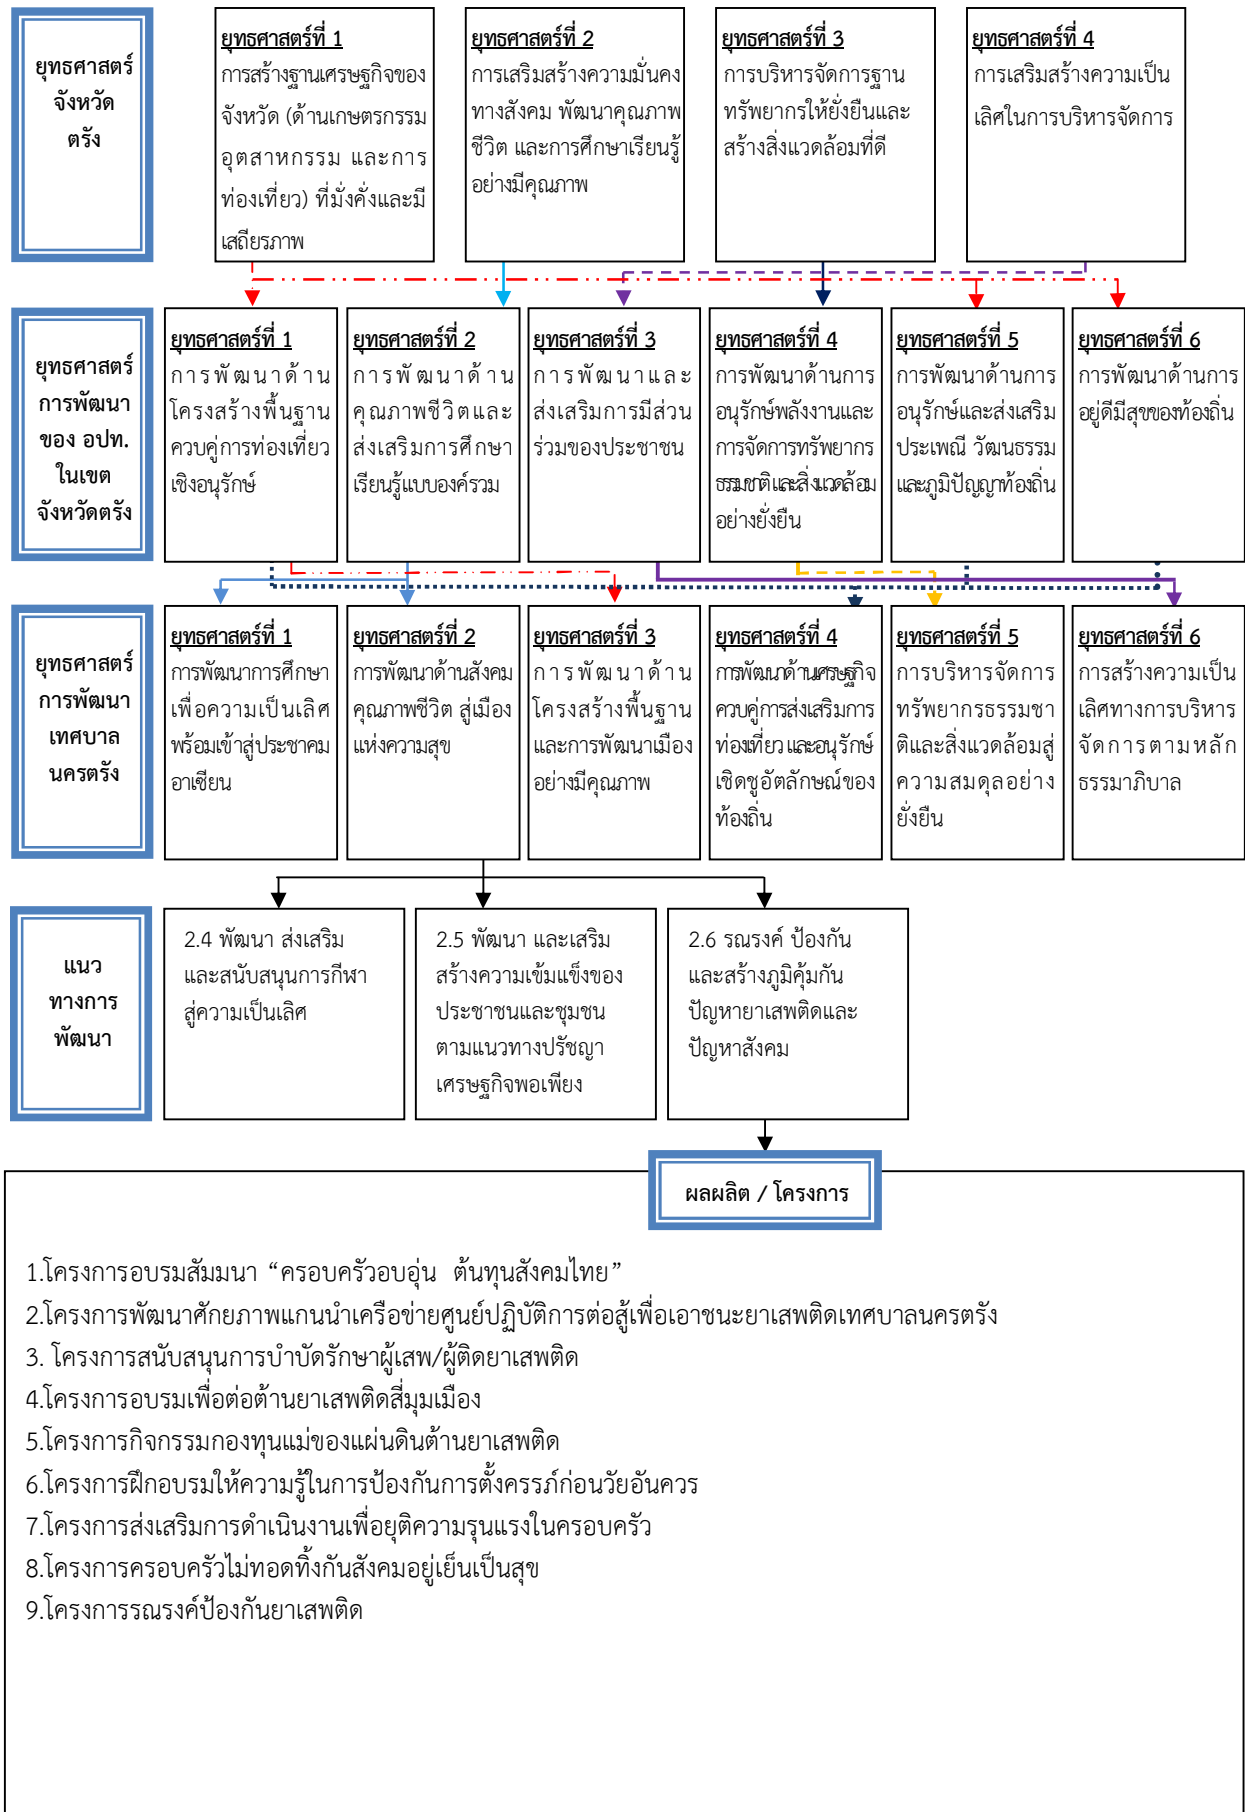 ยุทธศาสตร์
จังหวัด
ตรัง
ยุทธศาสตร์ที่ 1
การสร้างฐานเศรษฐกิจของ
จังหวัด (ด้านเกษตรกรรม
อุตสาหกรรม และการ
ท่องเที่ยว) ที่มั่งคั่งและมี
เสถียรภาพ
ยุทธศาสตร์ที่ 2
การเสริมสร้างความมั่นคง
ทางสังคม พัฒนาคุณภาพ
ชีวิต และการศึกษาเรียนรู้
อย่างมีคุณภาพ
ยุทธศาสตร์ที่ 3
การบริหารจัดการฐาน
ทรัพยากรให้ยั่งยืนและ
สร้างสิ่งแวดล้อมที่ดี
ยุทธศาสตร์ที่ 4
การเสริมสร้างความเป็น
เลิศในการบริหารจัดการ
ยุทธศาสตร์
การพัฒนา
ของ อปท.
ในเขต
จังหวัดตรัง
ยุทธศาสตร์ที่ 1
การพัฒนาด้าน
โครงสร้างพื้นฐาน
ควบคู่การท่องเที่ยว
เชิงอนุรักษ์
ยุทธศาสตร์ที่ 2
การพัฒนาด้าน
คุณภาพชีวิตและ
ส่งเสริมการศึกษา
เรียนรู้แบบองค์รวม
ยุทธศาสตร์ที่ 3
การพัฒนาและ
ส่งเสริมการมีส่วน
ร่วมของประชาชน
ยุทธศาสตร์ที่ 4
การพัฒนาด้านการ
อนุรักษ์พลังงานและ
การจัดการทรัพยากร
ธรรมชาติและสิ่งแวดล้อม
อย่างยั่งยืน
ยุทธศาสตร์ที่ 5
การพัฒนาด้านการ
อนุรักษ์และส่งเสริม
ประเพณี วัฒนธรรม
และภูมิปัญญาท้องถิ่น
ยุทธศาสตร์ที่ 6
การพัฒนาด้านการ
อยู่ดีมีสุขของท้องถิ่น
ยุทธศาสตร์
การพัฒนา
เทศบาล
นครตรัง
ยุทธศาสตร์ที่ 1
การพัฒนาการศึกษา
เพื่อความเป็นเลิศ
พร้อมเข้าสู่ประชาคม
อาเซียน
ยุทธศาสตร์ที่ 2
การพัฒนาด้านสังคม
คุณภาพชีวิต สู่เมือง
แห่งความสุข
ยุทธศาสตร์ที่ 3
การพัฒนาด้าน
โครงสร้างพื้นฐาน
และการพัฒนาเมือง
อย่างมีคุณภาพ
ยุทธศาสตร์ที่ 4
การพัฒนาด้านเศรษฐกิจ
ควบคู่การส่งเสริมการ
ท่องเที่ยว และอนุรักษ์
เชิดชูอัตลักษณ์ของ
ท้องถิ่น
ยุทธศาสตร์ที่ 5
การบริหารจัดการ
ทรัพยากรธรรมชา
ติและสิ่งแวดล้อมสู่
ความสมดุลอย่าง
ยั่งยืน
ยุทธศาสตร์ที่ 6
การสร้างความเป็น
เลิศทางการบริหาร
จัดการตามหลัก
ธรรมาภิบาล
แนว
ทางการ
พัฒนา
2.4 พัฒนา ส่งเสริม
และสนับสนุนการกีฬา
สู่ความเป็นเลิศ
2.5 พัฒนา และเสริม
สร้างความเข้มแข็งของ
ประชาชนและชุมชน
ตามแนวทางปรัชญา
เศรษฐกิจพอเพียง
2.6 รณรงค์ ป้องกัน
และสร้างภูมิคุ้มกัน
ปัญหายาเสพติดและ
ปัญหาสังคม
ผลผลิต / โครงการ
1.โครงการอบรมสัมมนา “ครอบครัวอบอุ่น ต้นทุนสังคมไทย”
2.โครงการพัฒนาศักยภาพแกนนำเครือข่ายศูนย์ปฏิบัติการต่อสู้เพื่อเอาชนะยาเสพติดเทศบาลนครตรัง
3. โครงการสนับสนุนการบำบัดรักษาผู้เสพ/ผู้ติดยาเสพติด
4.โครงการอบรมเพื่อต่อต้านยาเสพติดสี่มุมเมือง
5.โครงการกิจกรรมกองทุนแม่ของแผ่นดินต้านยาเสพติด
6.โครงการฝึกอบรมให้ความรู้ในการป้องกันการตั้งครรภ์ก่อนวัยอันควร
7.โครงการส่งเสริมการดำเนินงานเพื่อยุติความรุนแรงในครอบครัว
8.โครงการครอบครัวไม่ทอดทิ้งกันสังคมอยู่เย็นเป็นสุข
9.โครงการรณรงค์ป้องกันยาเสพติด